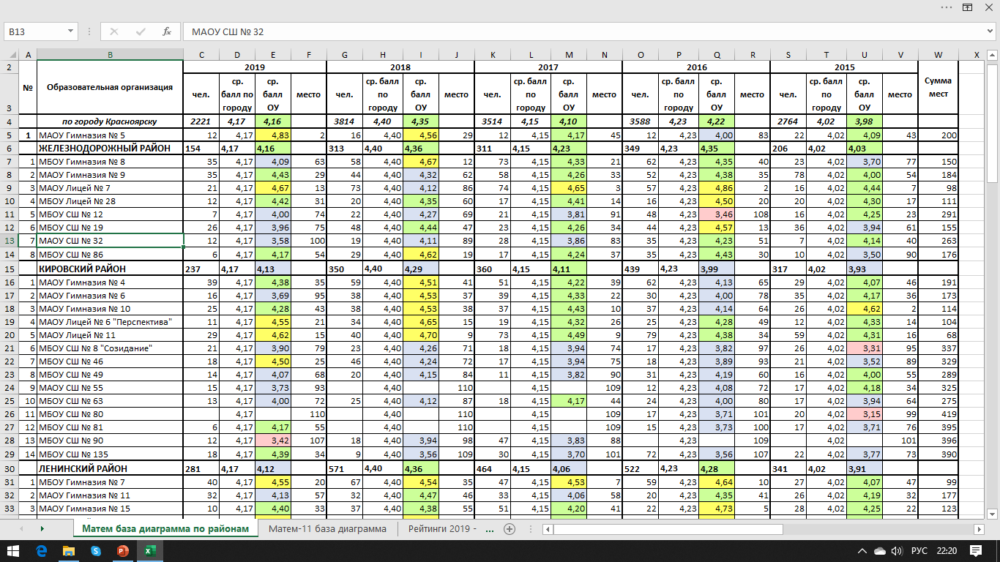 B13 fx МАОУ СШ № 32
A B C D E F G H I J K L M N O P Q R S T U V W X
2 № Образовательная организация 2019 2018 2017 2016 2015 Сумма мест
3 чел. ср. балл по городу ср. балл ОУ место чел. ср. балл по городу ср. балл ОУ место чел. ср. балл по городу ср. балл ОУ место чел. ср. балл по городу ср. балл ОУ место чел. ср. балл по городу ср. балл ОУ место
4 по городу Красноярску 2221 4,17 4,16 3814 4,40 4,35 3514 4,15 4,10 3588 4,23 4,22 2764 4,02 3,98
5 1 МАОУ Гимназия № 5 12 4,17 4,83 2 16 4,40 4,56 29 12 4,15 4,17 45 12 4,23 4,00 83 22 4,02 4,09 43 200
6 ЖЕЛЕЗНОДОРОЖНЫЙ РАЙОН 154 4,17 4,16 313 4,40 4,36 311 4,15 4,23 349 4,23 4,35 206 4,02 4,03
7 1 МБОУ Гимназия № 8 35 4,17 4,09 63 58 4,40 4,67 12 73 4,15 4,33 21 62 4,23 4,35 40 23 4,02 3,70 77 150
8 2 МАОУ Гимназия № 9 35 4,17 4,43 29 44 4,40 4,32 62 58 4,15 4,26 33 52 4,23 4,38 35 78 4,02 4,00 54 184
9 3 МАОУ Лицей № 7 21 4,17 4,67 13 73 4,40 4,12 86 74 4,15 4,65 3 57 4,23 4,86 2 16 4,02 4,44 7 98
10 4 МБОУ Лицей № 28 12 4,17 4,42 31 20 4,40 4,35 60 17 4,15 4,41 14 16 4,23 4,50 20 20 4,02 4,30 17 111
11 5 МБОУ СШ № 12 7 4,17 4,00 74 22 4,40 4,27 69 21 4,15 3,81 91 48 4,23 3,46 108 16 4,02 4,25 23 291
12 6 МБОУ СШ № 19 26 4,17 3,96 75 48 4,40 4,44 47 23 4,15 4,26 34 44 4,23 4,57 13 36 4,02 3,94 61 155
13 7 МАОУ СШ № 32 12 4,17 3,58 100 19 4,40 4,11 89 28 4,15 3,86 83 35 4,23 4,23 51 7 4,02 4,14 40 263
14 8 МБОУ СШ № 86 6 4,17 4,17 54 29 4,40 4,62 19 17 4,15 4,24 37 35 4,23 4,43 30 10 4,02 3,50 90 176
15 КИРОВСКИЙ РАЙОН 237 4,17 4,13 350 4,40 4,29 360 4,15 4,11 439 4,23 3,99 317 4,02 3,93
16 1 МАОУ Гимназия № 4 39 4,17 4,38 35 59 4,40 4,51 41 51 4,15 4,22 39 62 4,23 4,13 65 29 4,02 4,07 46 191
17 2 МАОУ Гимназия № 6 16 4,17 3,69 95 38 4,40 4,53 37 39 4,15 4,33 22 30 4,23 4,00 78 35 4,02 4,17 36 173
18 3 МАОУ Гимназия № 10 25 4,17 4,28 43 38 4,40 4,53 38 37 4,15 4,43 10 37 4,23 4,14 64 26 4,02 4,62 2 114
19 4 МАОУ Лицей № 6 "Перспектива" 11 4,17 4,55 21 34 4,40 4,65 15 19 4,15 4,32 26 25 4,23 4,28 49 12 4,02 4,33 14 104
20 5 МАОУ Лицей № 11 29 4,17 4,62 15 40 4,40 4,70 9 73 4,15 4,49 9 79 4,23 4,38 34 59 4,02 4,31 16 68
21 6 МБОУ СШ № 8 "Созидание" 21 4,17 3,90 79 23 4,40 4,26 71 18 4,15 3,94 74 17 4,23 3,82 97 26 4,02 3,31 95 337
22 7 МБОУ СШ № 46 18 4,17 4,50 25 46 4,40 4,24 72 17 4,15 3,94 75 18 4,23 3,89 93 21 4,02 3,52 89 329
23 8 МБОУ СШ № 49 14 4,17 4,07 68 20 4,40 4,15 84 11 4,15 3,82 90 31 4,23 4,19 60 16 4,02 4,00 55 289
24 9 МАОУ СШ № 55 15 4,17 3,73 93 4,40 110 4,15 109 12 4,23 4,08 72 17 4,02 4,18 34 325
25 10 МБОУ СШ № 63 13 4,17 4,00 72 25 4,40 4,12 87 18 4,15 4,17 44 24 4,23 4,00 80 17 4,02 3,94 64 275
26 11 МБОУ СШ № 80 4,17 110 4,40 110 4,15 109 17 4,23 3,71 101 20 4,02 3,15 99 419
27 12 МБОУ СШ № 81 6 4,17 4,17 55 4,40 110 4,15 109 15 4,23 3,73 100 17 4,02 3,71 76 395
28 13 МБОУ СШ № 90 12 4,17 3,42 107 18 4,40 3,94 98 47 4,15 3,83 88 4,23 109 4,02 101 396
29 14 МБОУ СШ № 135 18 4,17 4,39 34 9 4,40 3,56 109 30 4,15 3,70 101 72 4,23 3,56 107 22 4,02 3,77 73 390
30 ЛЕНИНСКИЙ РАЙОН 281 4,17 4,12 571 4,40 4,36 464 4,15 4,06 522 4,23 4,28 341 4,02 3,91
31 1 МБОУ Гимназия № 7 40 4,17 4,55 20 67 4,40 4,54 35 47 4,15 4,53 7 59 4,23 4,64 10 27 4,02 4,07 47 99
32 2 МАОУ Гимназия № 11 32 4,17 4,13 57 32 4,40 4,47 46 33 4,15 4,06 58 20 4,23 4,35 41 26 4,02 4,19 32 177
33 3 МАОУ Гимназия № 15 10 4,17 4,40 33 37 4,40 4,38 55 51 4,15 4,20 41 22 4,23 4,73 5 28 4,02 4,25 22 123
Матем база диаграмма по районам Матем-11 база диаграмма Рейтинги 2019 - ...
РУС 22:20